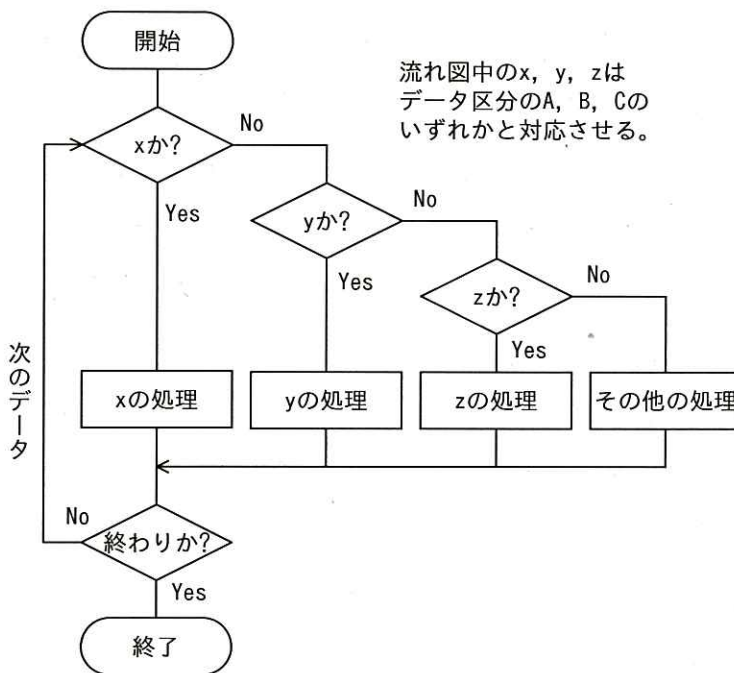 開始
流れ図中のx, y, zは
データ区分のA, B, Cの
いずれかと対応させる。
xか?
No
Yes
yか?
No
Yes
zか?
No
Yes
次のデータ
xの処理
yの処理
zの処理
その他の処理
No
終わりか?
Yes
終了